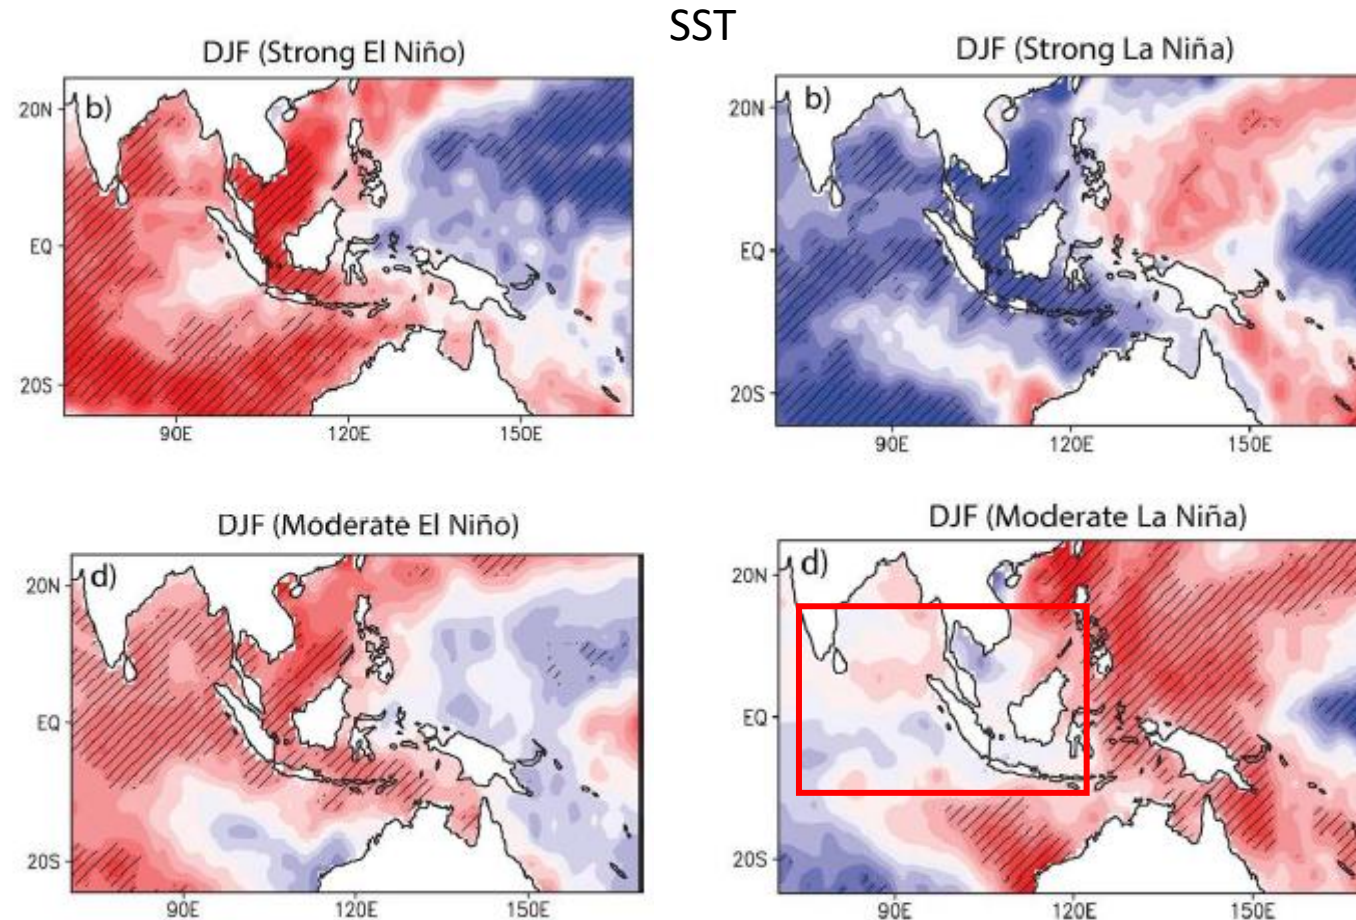 SST
DJF (Strong El Niño)
b)
20N
EQ
20S
90E 120E 150E
DJF (Strong La Niña)
b)
20N
EQ
20S
90E 120E 150E
DJF (Moderate El Niño)
d)
20N
EQ
20S
90E 120E 150E
DJF (Moderate La Niña)
d)
20N
EQ
20S
90E 120E 150E